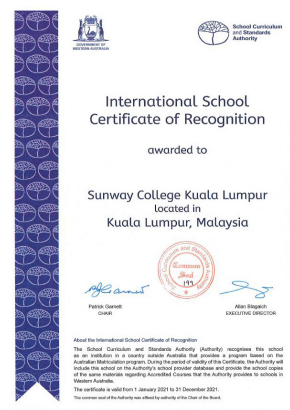 School Curriculum
and Standards
Authority
GOVERNMENT OF
WESTERN AUSTRALIA
International School
Certificate of Recognition
awarded to
Sunway College Kuala Lumpur
located in
Kuala Lumpur, Malaysia
Common
Seal
199
Patrick Garnett
CHAIR
Allan Blagaich
EXECUTIVE DIRECTOR
About the International School Certificate of Recognition
The School Curriculum and Standards Authority (Authority) recognises this school
as an institution in a country outside Australia that provides a program based on the
Australian Matriculation program. During the period of validity of this Certificate, the Authority will
include this school on the Authority's school provider database and provide the school copies
of the same materials regarding Accredited Courses that the Authority provides to schools in
Western Australia.
The certificate is valid from 1 January 2021 to 31 December 2021.
The common seal of the Authority was affixed by authority of the Chair of the Board.